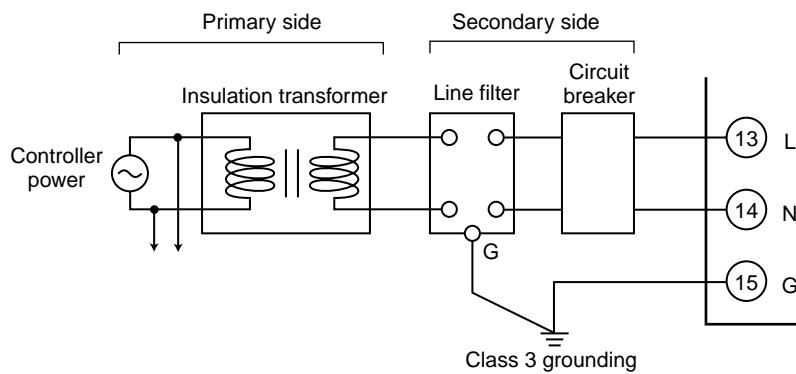 Primary side
Secondary side
Insulation transformer
Line filter
Circuit
breaker
Controller
power
13
L
14
N
G
15
G
Class 3 grounding